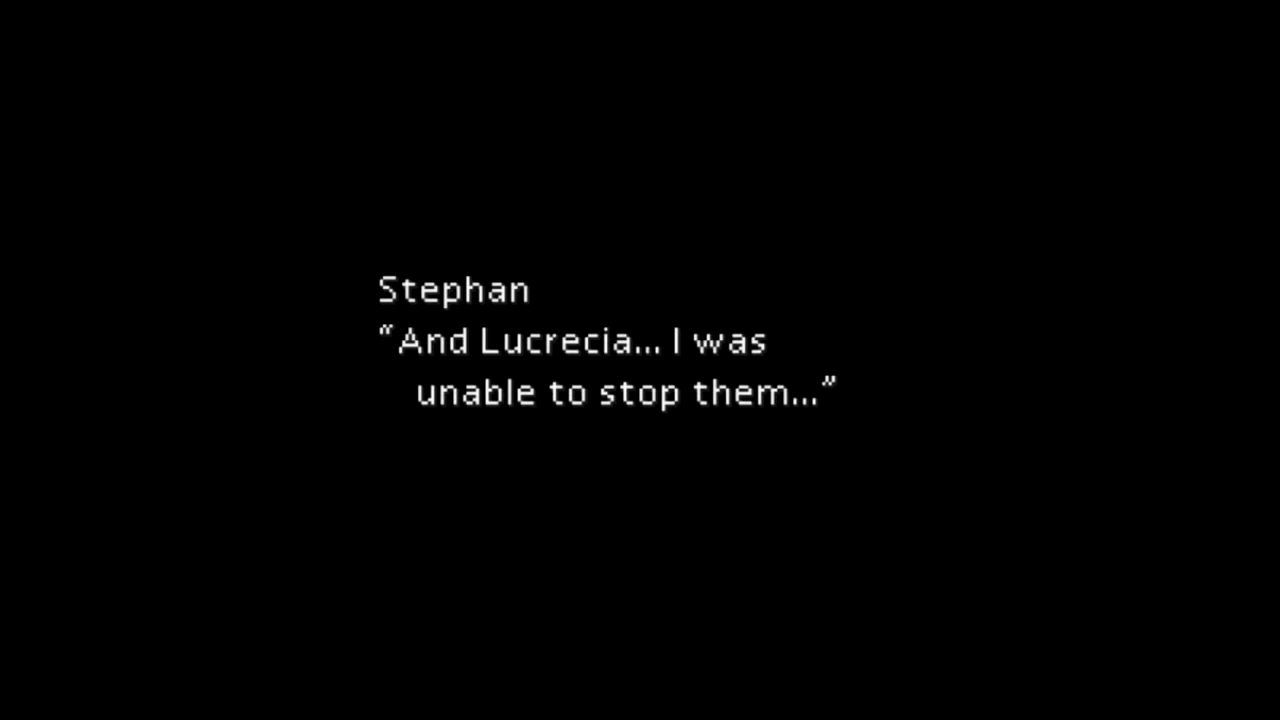 Stephan
“And Lucrecia... I was
unable to stop them...”